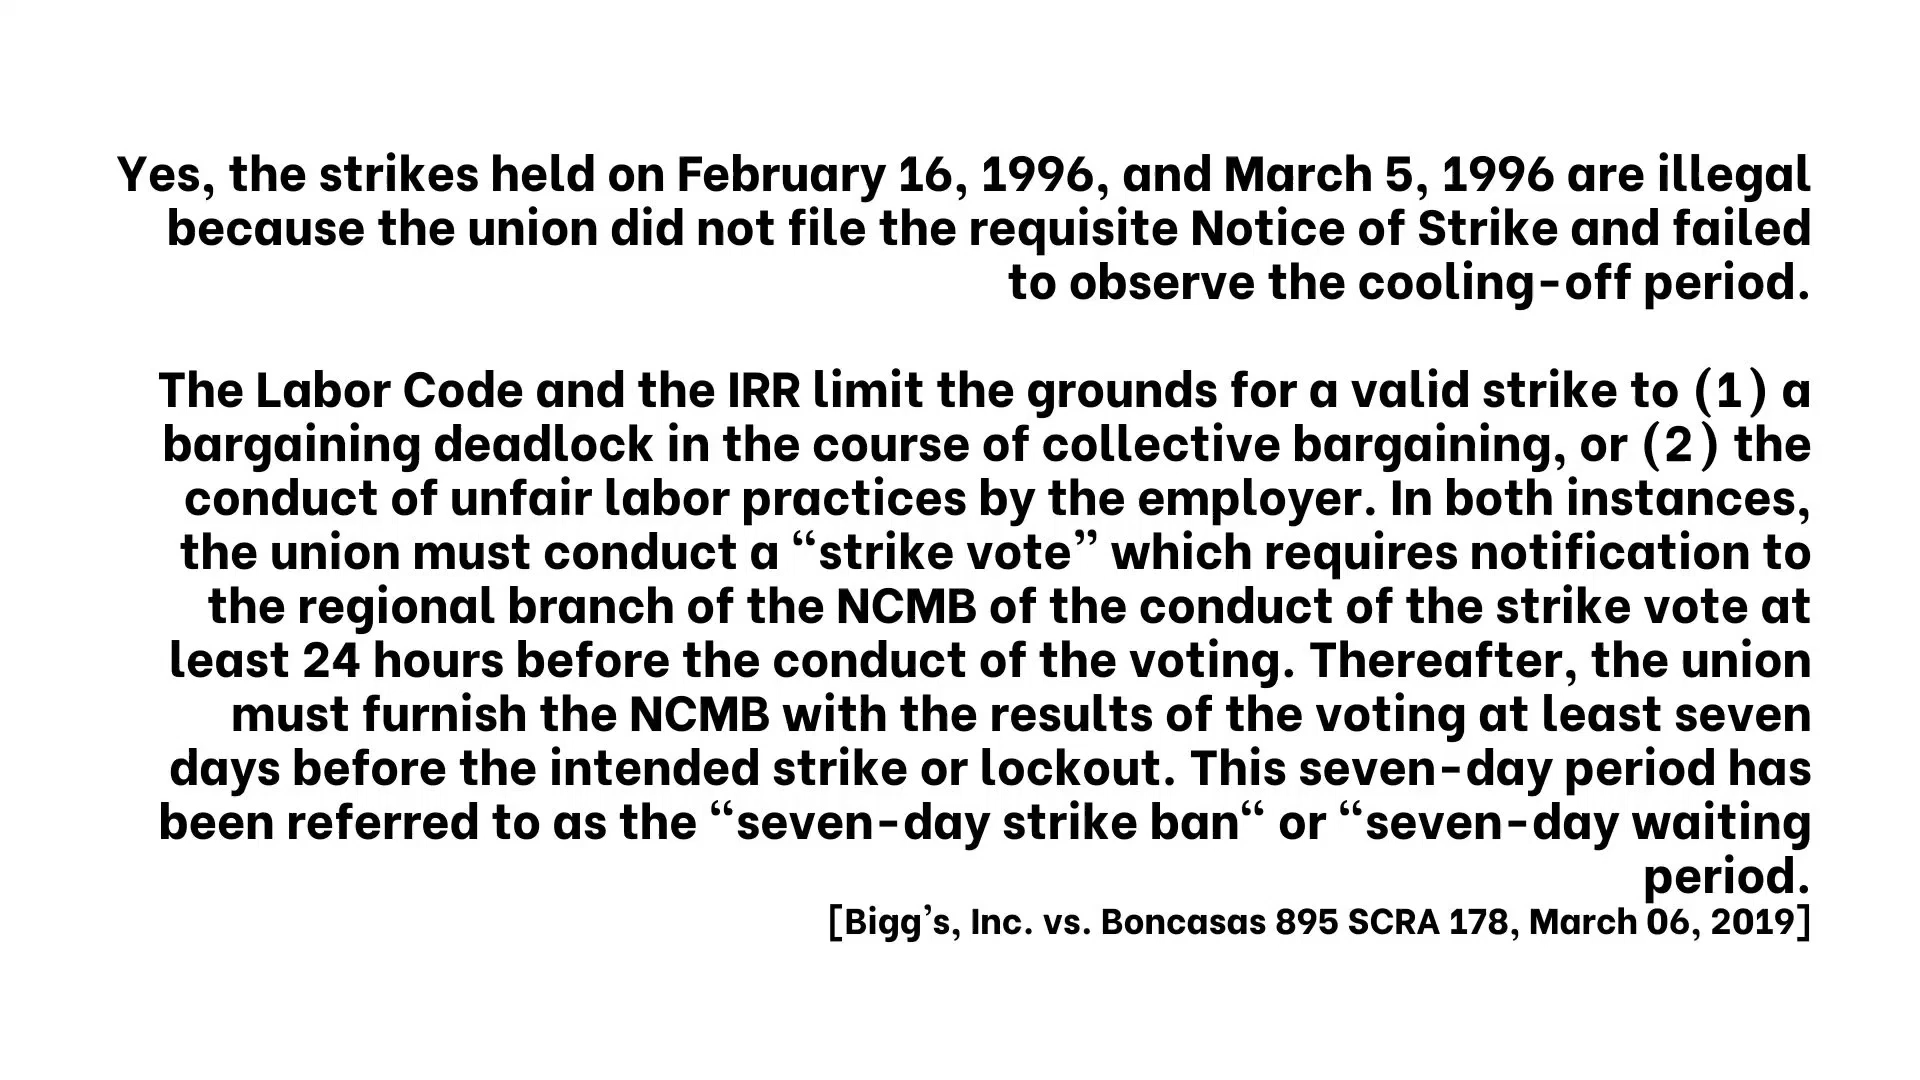 Yes, the strikes held on February 16, 1996, and March 5, 1996 are illegal
because the union did not file the requisite Notice of Strike and failed
to observe the cooling-off period.
The Labor Code and the IRR limit the grounds for a valid strike to (1) a
bargaining deadlock in the course of collective bargaining, or (2) the
conduct of unfair labor practices by the employer. In both instances,
the union must conduct a “strike vote” which requires notification to
the regional branch of the NCMB of the conduct of the strike vote at
least 24 hours before the conduct of the voting. Thereafter, the union
must furnish the NCMB with the results of the voting at least seven
days before the intended strike or lockout. This seven-day period has
been referred to as the “seven-day strike ban“ or “seven-day waiting
period.
[Bigg’s, Inc. vs. Boncasas 895 SCRA 178, March 06, 2019]